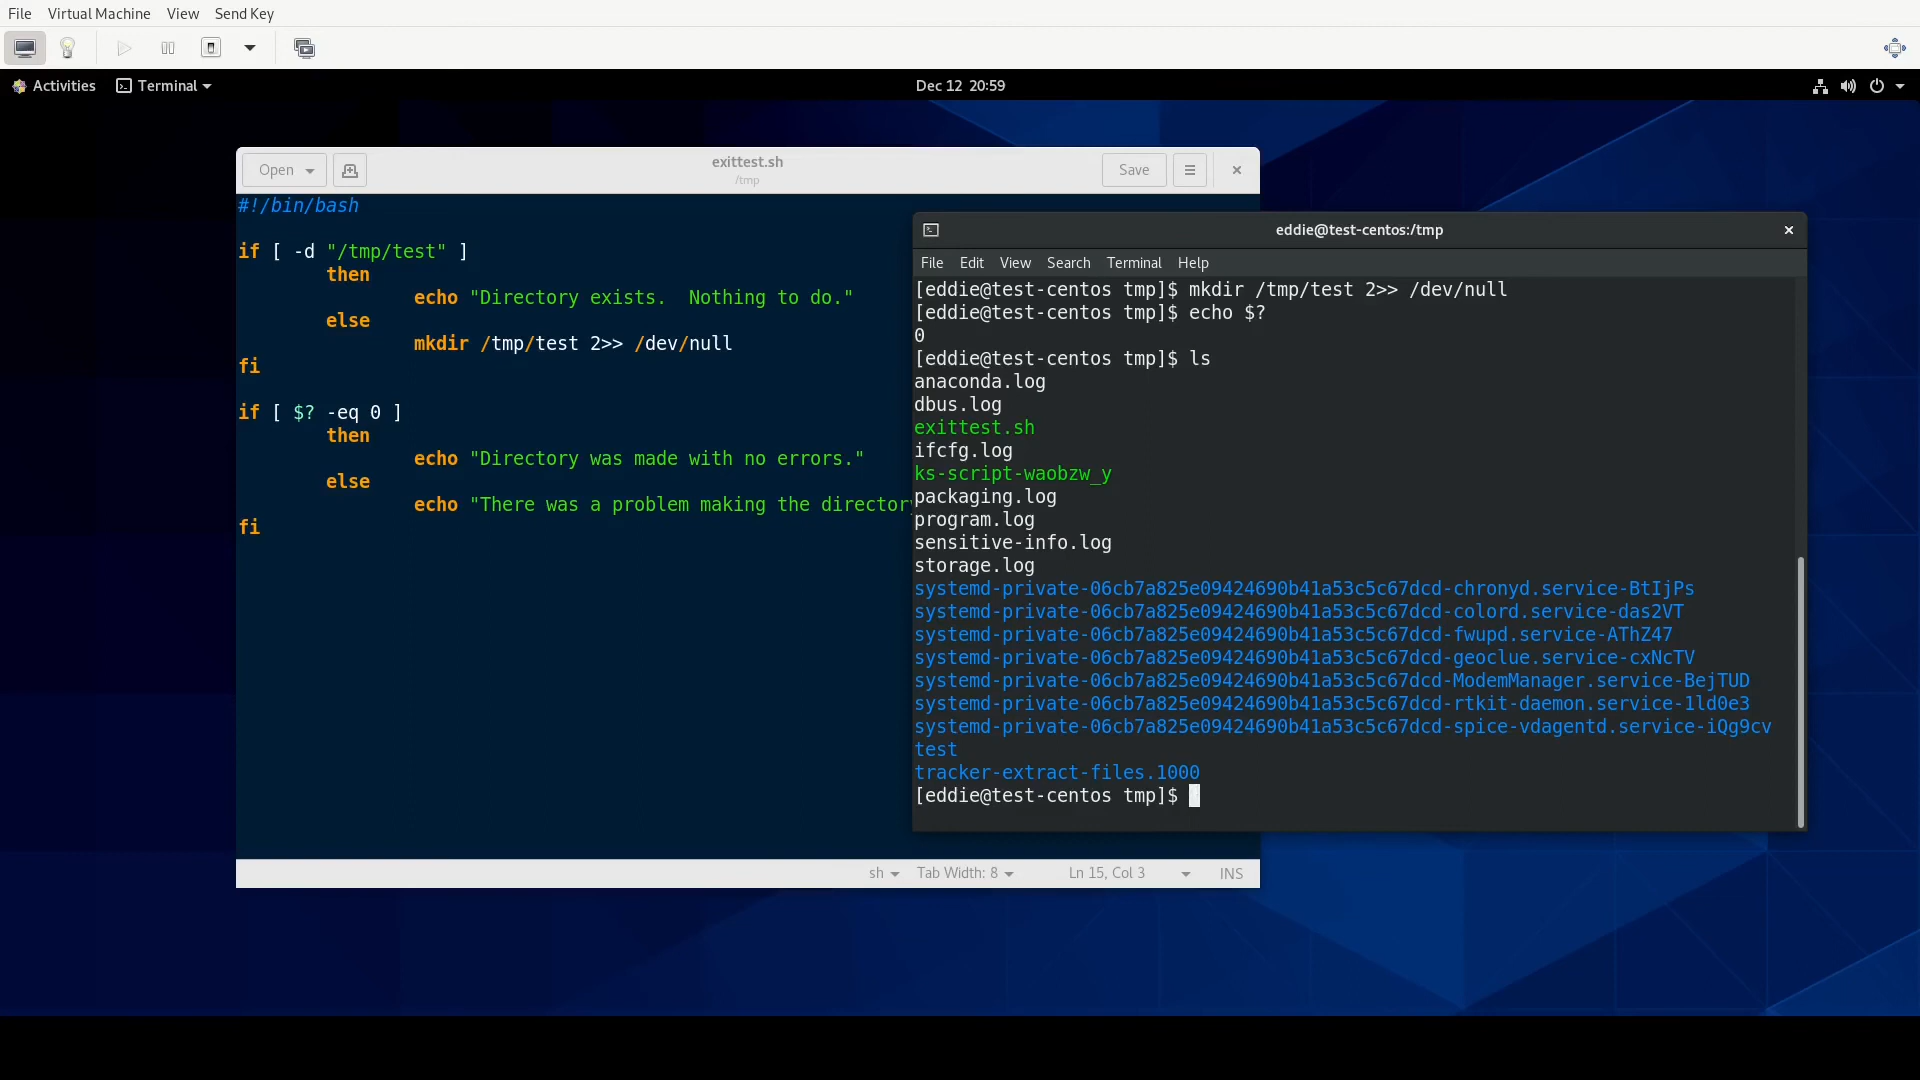 File Virtual Machine View Send Key
Activities Terminal Dec 12 20:59
Open exittest.sh Save
/tmp
#!/bin/bash
if [ -d "/tmp/test" ]
then
echo "Directory exists.  Nothing to do."
else
mkdir /tmp/test 2>> /dev/null
fi
if [ $? -eq 0 ]
then
echo "Directory was made with no errors."
else
echo "There was a problem making the directory
fi
sh Tab Width: 8 Ln 15, Col 3 INS
eddie@test-centos:/tmp
File Edit View Search Terminal Help
[eddie@test-centos tmp]$ mkdir /tmp/test 2>> /dev/null
[eddie@test-centos tmp]$ echo $?
0
[eddie@test-centos tmp]$ ls
anaconda.log
dbus.log
exittest.sh
ifcfg.log
ks-script-waobzw_y
packaging.log
program.log
sensitive-info.log
storage.log
systemd-private-06cb7a825e09424690b41a53c5c67dcd-chronyd.service-BtIjPs
systemd-private-06cb7a825e09424690b41a53c5c67dcd-colord.service-das2VT
systemd-private-06cb7a825e09424690b41a53c5c67dcd-fwupd.service-AThZ47
systemd-private-06cb7a825e09424690b41a53c5c67dcd-geoclue.service-cxNcTV
systemd-private-06cb7a825e09424690b41a53c5c67dcd-ModemManager.service-BejTUD
systemd-private-06cb7a825e09424690b41a53c5c67dcd-rtkit-daemon.service-1ld0e3
systemd-private-06cb7a825e09424690b41a53c5c67dcd-spice-vdagentd.service-iQg9cv
test
tracker-extract-files.1000
[eddie@test-centos tmp]$